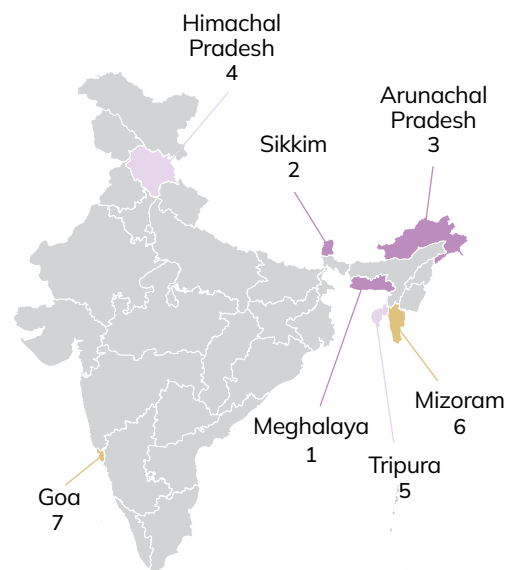 Himachal
Pradesh
4
Arunachal
Pradesh
3
Sikkim
2
Meghalaya
1
Mizoram
6
Tripura
5
Goa
7